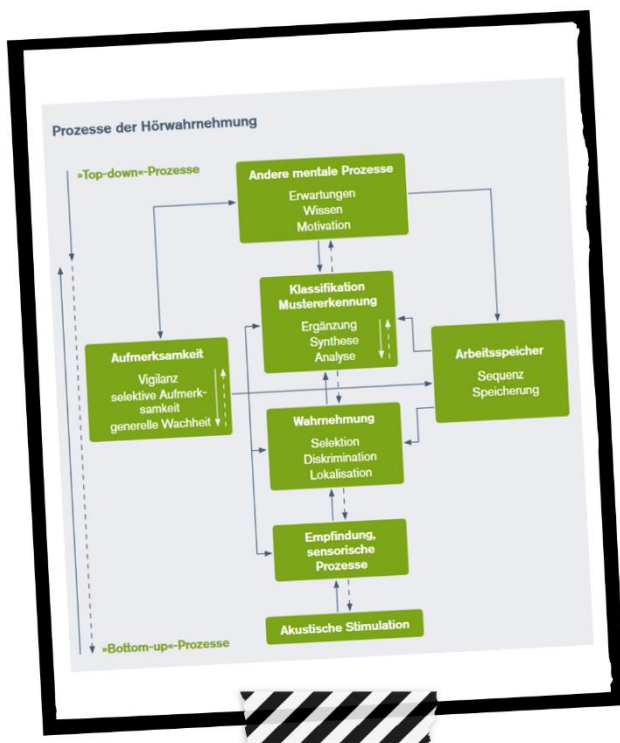 Prozesse der Hörwahrnehmung
»Top-down«-Prozesse
Andere mentale Prozesse
Erwartungen
Wissen
Motivation
Klassifikation
Mustererkennung
Ergänzung
Synthese
Analyse
Aufmerksamkeit
Vigilanz
selektive Aufmerk-
samkeit
generelle Wachheit
Arbeitsspeicher
Sequenz
Speicherung
Wahrnehmung
Selektion
Diskrimination
Lokalisation
Empfindung,
sensorische
Prozesse
Akustische Stimulation
»Bottom-up«-Prozesse